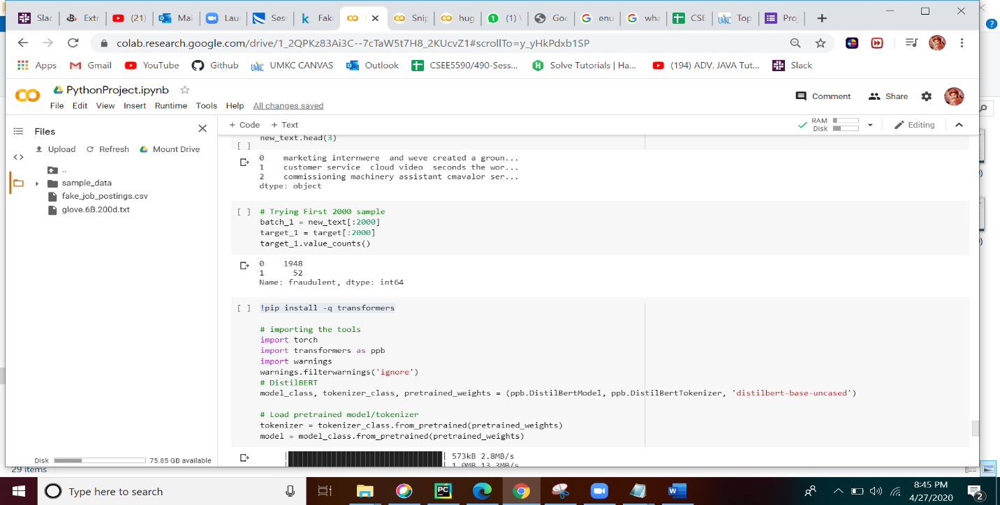 Slac
Extr
(21)
Mai
Lau
Ses
Fak
Snip
hug
(1)
Goo
enu
wha
CSE
Top
Pro
colab.research.google.com/drive/1_2QPKz83Ai3C--7cTaW5t7H8_2KUcvZ1#scrollTo=y_yHkPdxb1SP
Apps
Gmail
YouTube
Github
UMKC CANVAS
Outlook
CSEE5590/490-Sess...
Solve Tutorials | Ha...
(194) ADV. JAVA Tut...
Slack
PythonProject.ipynb
File Edit View Insert Runtime Tools Help All changes saved
Comment
Share
Files
Upload Refresh Mount Drive
..
sample_data
fake_job_postings.csv
glove.6B.200d.txt
Disk 75.85 GB available
+ Code + Text
RAM
Disk
Editing
new_text.head(3)
[ ]
0 marketing internwere and weve created a groun...
1 customer service cloud video seconds the wor...
2 commissioning machinery assistant cmavalor ser...
dtype: object
[ ] # Trying First 2000 sample
batch_1 = new_text[:2000]
target_1 = target[:2000]
target_1.value_counts()
0 1948
1 52
Name: fraudulent, dtype: int64
[ ] !pip install -q transformers
# importing the tools
import torch
import transformers as ppb
import warnings
warnings.filterwarnings('ignore')
# DistilBERT
model_class, tokenizer_class, pretrained_weights = (ppb.DistilBertModel, ppb.DistilBertTokenizer, 'distilbert-base-uncased')
# Load pretrained model/tokenizer
tokenizer = tokenizer_class.from_pretrained(pretrained_weights)
model = model_class.from_pretrained(pretrained_weights)
573kB 2.8MB/s
1.0MB 13.3MB/s
29 items
Type here to search
8:45 PM
4/27/2020
2